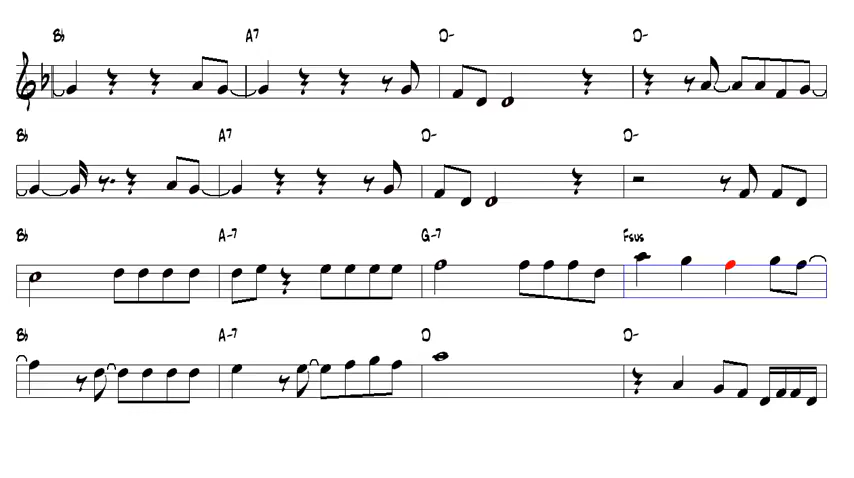 B♭ A7 D- D-
B♭ A7 D- D-
B♭ A-7 G-7 Fsus
B♭ A-7 D D-